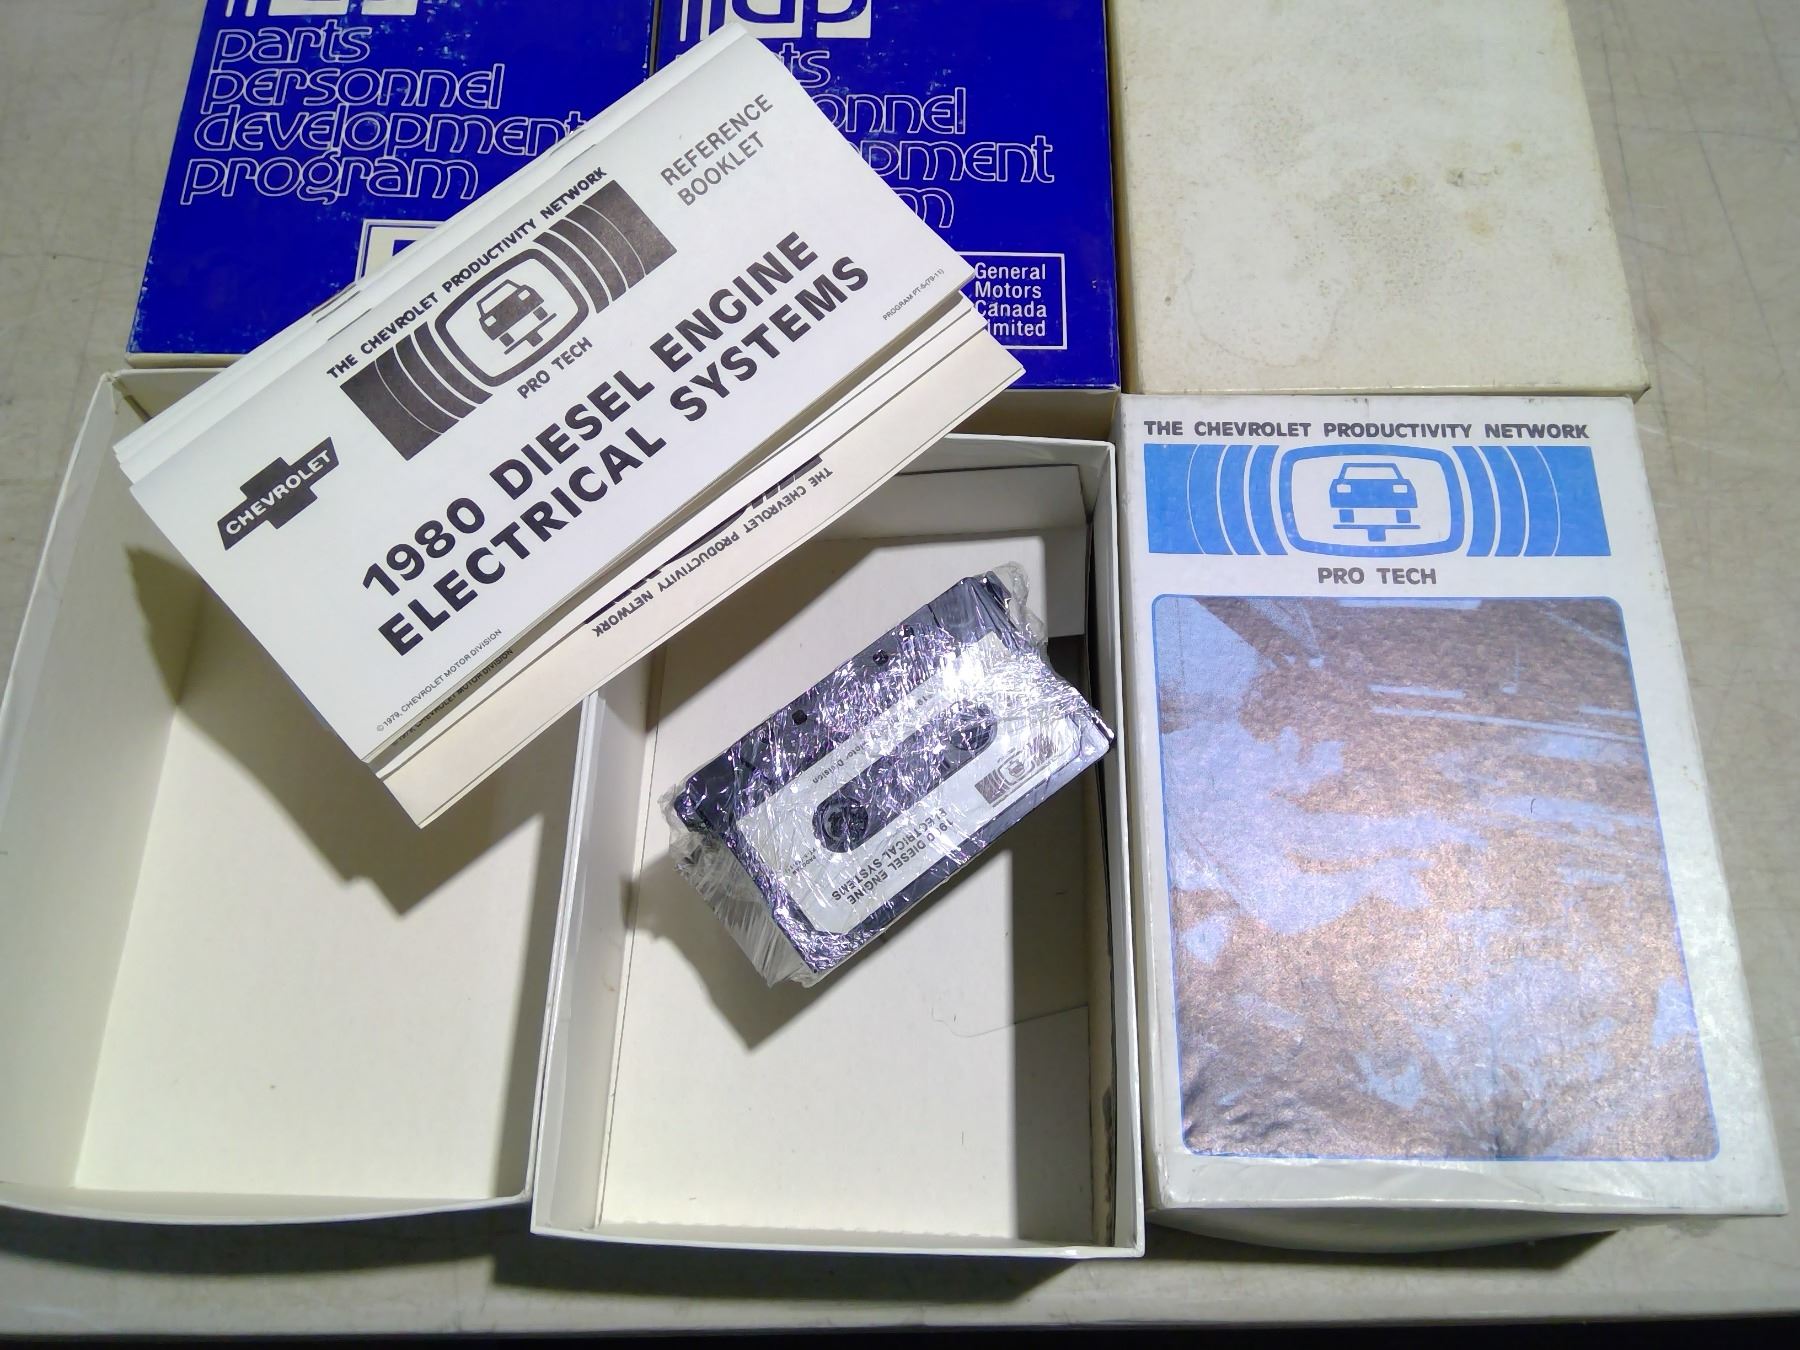 parts
personnel
development
program
General
Motors
Canada
Limited
REFERENCE
BOOKLET
THE CHEVROLET PRODUCTIVITY NETWORK
PRO TECH
CHEVROLET
1980 DIESEL ENGINE
ELECTRICAL SYSTEMS
© 1979, CHEVROLET MOTOR DIVISION
THE CHEVROLET PRODUCTIVITY NETWORK
DIESEL ENGINE
ELECTRICAL SYSTEMS
THE CHEVROLET PRODUCTIVITY NETWORK
PRO TECH